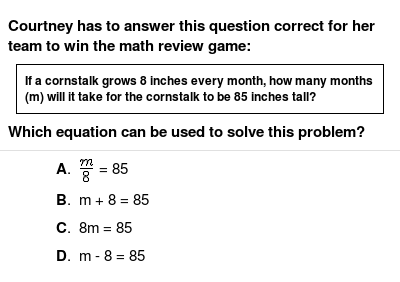 Courtney has to answer this question correct for her
team to win the math review game:
If a cornstalk grows 8 inches every month, how many months
(m) will it take for the cornstalk to be 85 inches tall?
Which equation can be used to solve this problem?
A. m/8 = 85
B. m + 8 = 85
C. 8m = 85
D. m - 8 = 85